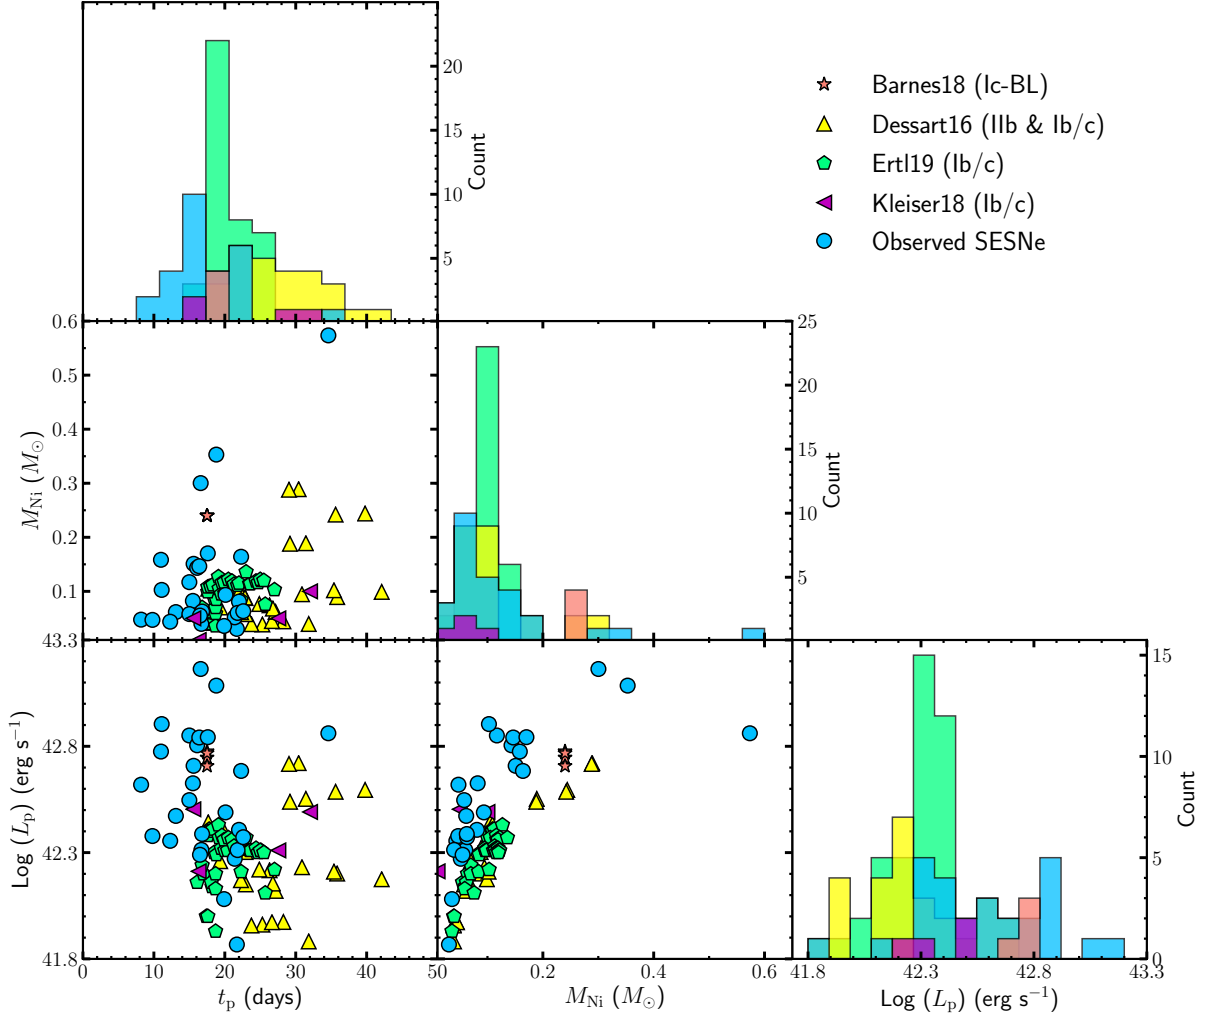 20
15
10
5
Count
Barnes18 (Ic-BL)
Dessart16 (IIb & Ib/c)
Ertl19 (Ib/c)
Kleiser18 (Ib/c)
Observed SESNe
0.6
0.5
0.4
0.3
0.2
0.1
43.3
M_Ni (M_⊙)
25
20
15
10
5
Count
42.8
42.3
41.8
Log (L_p) (erg s⁻¹)
15
10
5
0
Count
0 10 20 30 40 50
0.2 0.4 0.6
41.8 42.3 42.8 43.3
t_p (days)
M_Ni (M_⊙)
Log (L_p) (erg s⁻¹)